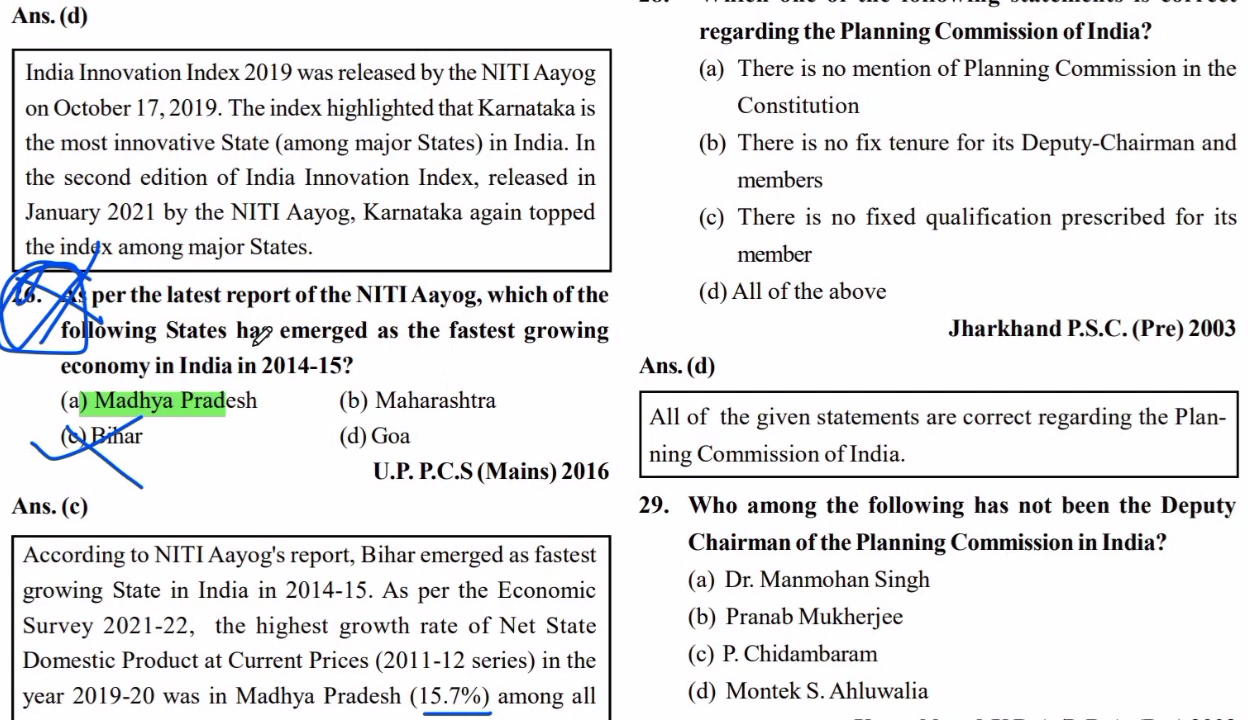 Ans. (d)
India Innovation Index 2019 was released by the NITI Aayog
on October 17, 2019. The index highlighted that Karnataka is
the most innovative State (among major States) in India. In
the second edition of India Innovation Index, released in
January 2021 by the NITI Aayog, Karnataka again topped
the index among major States.
26. As per the latest report of the NITI Aayog, which of the
following States has emerged as the fastest growing
economy in India in 2014-15?
(a) Madhya Pradesh (b) Maharashtra
(c) Bihar (d) Goa
U.P. P.C.S (Mains) 2016
Ans. (c)
According to NITI Aayog's report, Bihar emerged as fastest
growing State in India in 2014-15. As per the Economic
Survey 2021-22, the highest growth rate of Net State
Domestic Product at Current Prices (2011-12 series) in the
year 2019-20 was in Madhya Pradesh (15.7%) among all
28. Which one of the following statements is correct
regarding the Planning Commission of India?
(a) There is no mention of Planning Commission in the
Constitution
(b) There is no fix tenure for its Deputy-Chairman and
members
(c) There is no fixed qualification prescribed for its
member
(d) All of the above
Jharkhand P.S.C. (Pre) 2003
Ans. (d)
All of the given statements are correct regarding the Plan-
ning Commission of India.
29. Who among the following has not been the Deputy
Chairman of the Planning Commission in India?
(a) Dr. Manmohan Singh
(b) Pranab Mukherjee
(c) P. Chidambaram
(d) Montek S. Ahluwalia